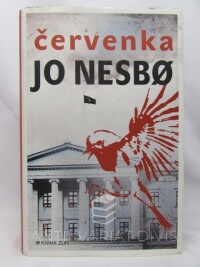 červenka
JO NESBØ
KNIHA ZLIN